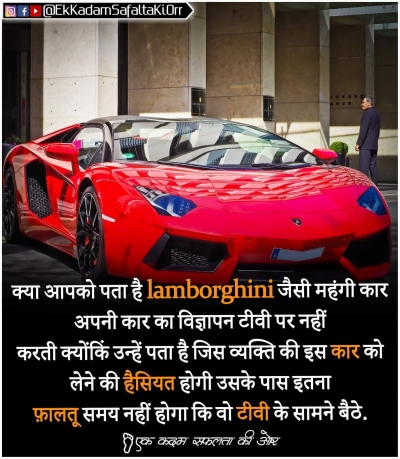 @EkKadamSafaltaKiOrr
क्या आपको पता है lamborghini जैसी महंगी कार
अपनी कार का विज्ञापन टीवी पर नहीं
करती क्योंकिं उन्हें पता है जिस व्यक्ति की इस कार को
लेने की हैसियत होगी उसके पास इतना
फ़ालतू समय नहीं होगा कि वो टीवी के सामने बैठे.
एक कदम सफलता की ओर